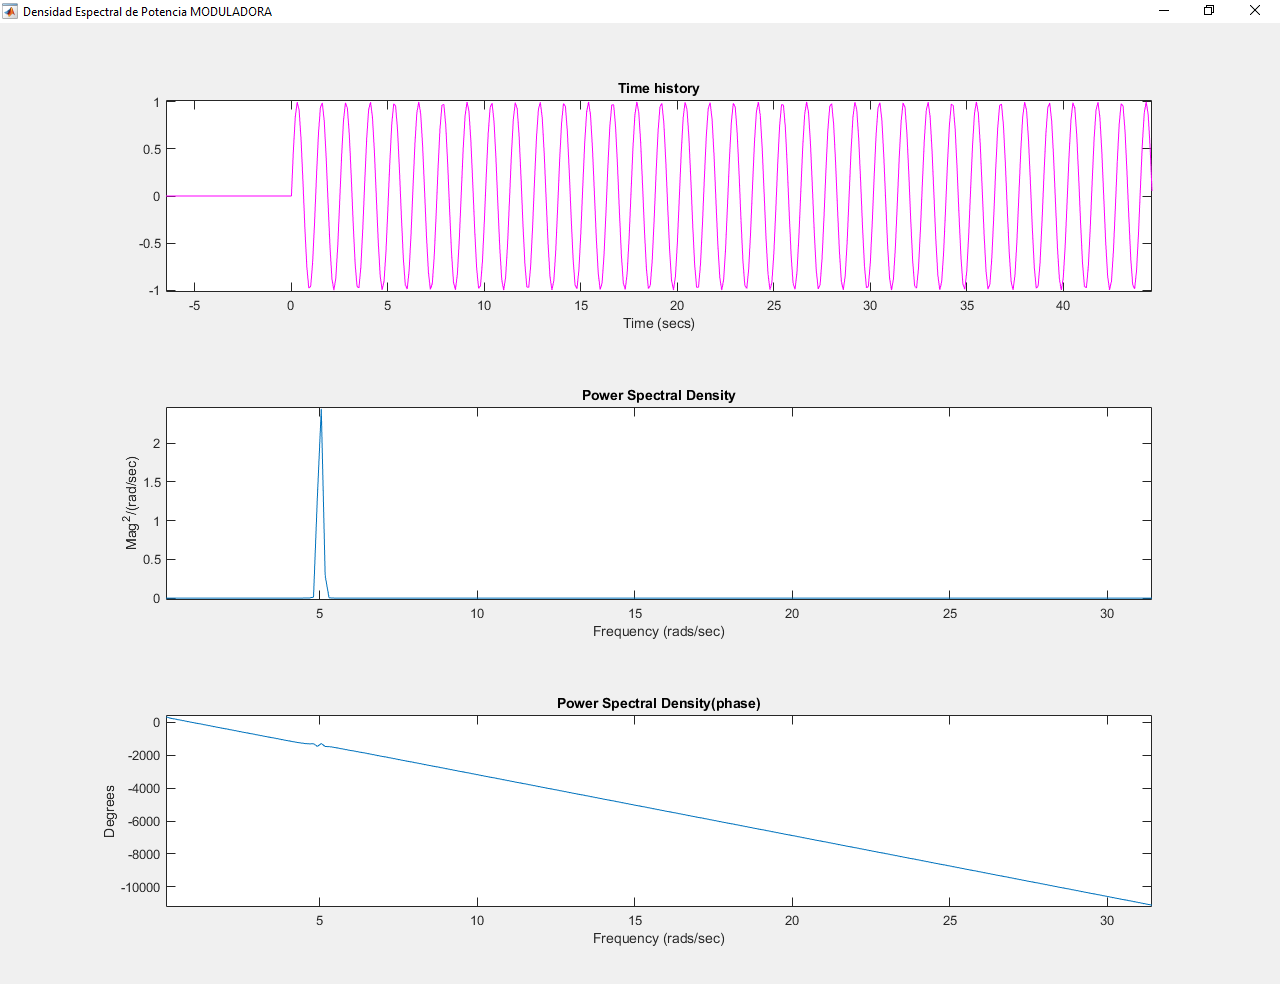 Densidad Espectral de Potencia MODULADORA
Time history
1
0.5
0
-0.5
-1
-5 0 5 10 15 20 25 30 35 40
Time (secs)
Power Spectral Density
Mag²/(rad/sec)
2
1.5
1
0.5
0
5 10 15 20 25 30
Frequency (rads/sec)
Power Spectral Density(phase)
Degrees
0
-2000
-4000
-6000
-8000
-10000
5 10 15 20 25 30
Frequency (rads/sec)